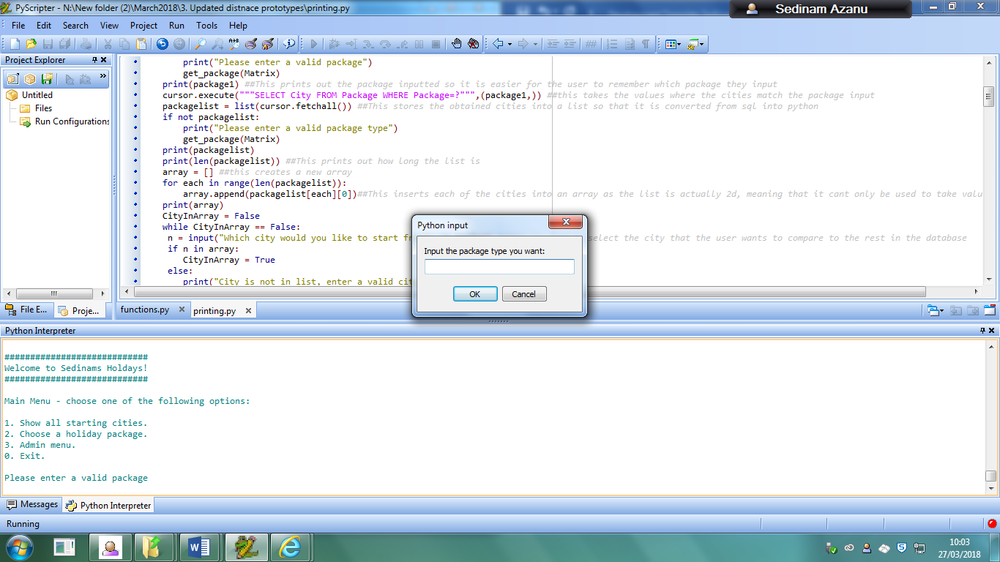 PyScripter - N:\New folder (2)\March2018\3. Updated distnace prototypes\printing.py
Sedinam Azanu
File Edit Search View Project Run Tools Help
Project Explorer
Untitled
Files
Run Configurations
File E... Proje...
print("Please enter a valid package")
get_package(Matrix)
print(package1) ##This prints out the package inputted so it is easier for the user to remember which package they input
cursor.execute("""SELECT City FROM Package WHERE Package=?""",(package1,)) ##this takes the values where the cities match the package input
packagelist = list(cursor.fetchall()) ##This stores the obtained cities into a list so that it is converted from sql into python
if not packagelist:
print("Please enter a valid package type")
get_package(Matrix)
print(packagelist)
print(len(packagelist)) ##This prints out how long the list is
array = [] ##this creates a new array
for each in range(len(packagelist)):
array.append(packagelist[each][0])##This inserts each of the cities into an array as the list is actually 2d, meaning that it cant only be used to take valu
print(array)
CityInArray = False
while CityInArray == False:
n = input("Which city would you like to start select the city that the user wants to compare to the rest in the database
if n in array:
CityInArray = True
else:
print("City is not in list, enter a valid
Python input
Input the package type you want:
OK Cancel
functions.py printing.py
Python Interpreter
############################
Welcome to Sedinams Holdays!
############################
Main Menu - choose one of the following options:
1. Show all starting cities.
2. Choose a holiday package.
3. Admin menu.
0. Exit.
Please enter a valid package
Messages Python Interpreter
Running
10:03
27/03/2018